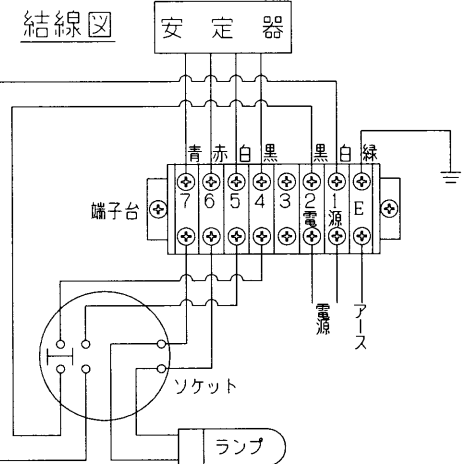 結線図
安定器
青 赤 白 黒 黒 白 緑
端子台
7 6 5 4 3 2 1 E
電 源
電源
アース
ソケット
ランプ